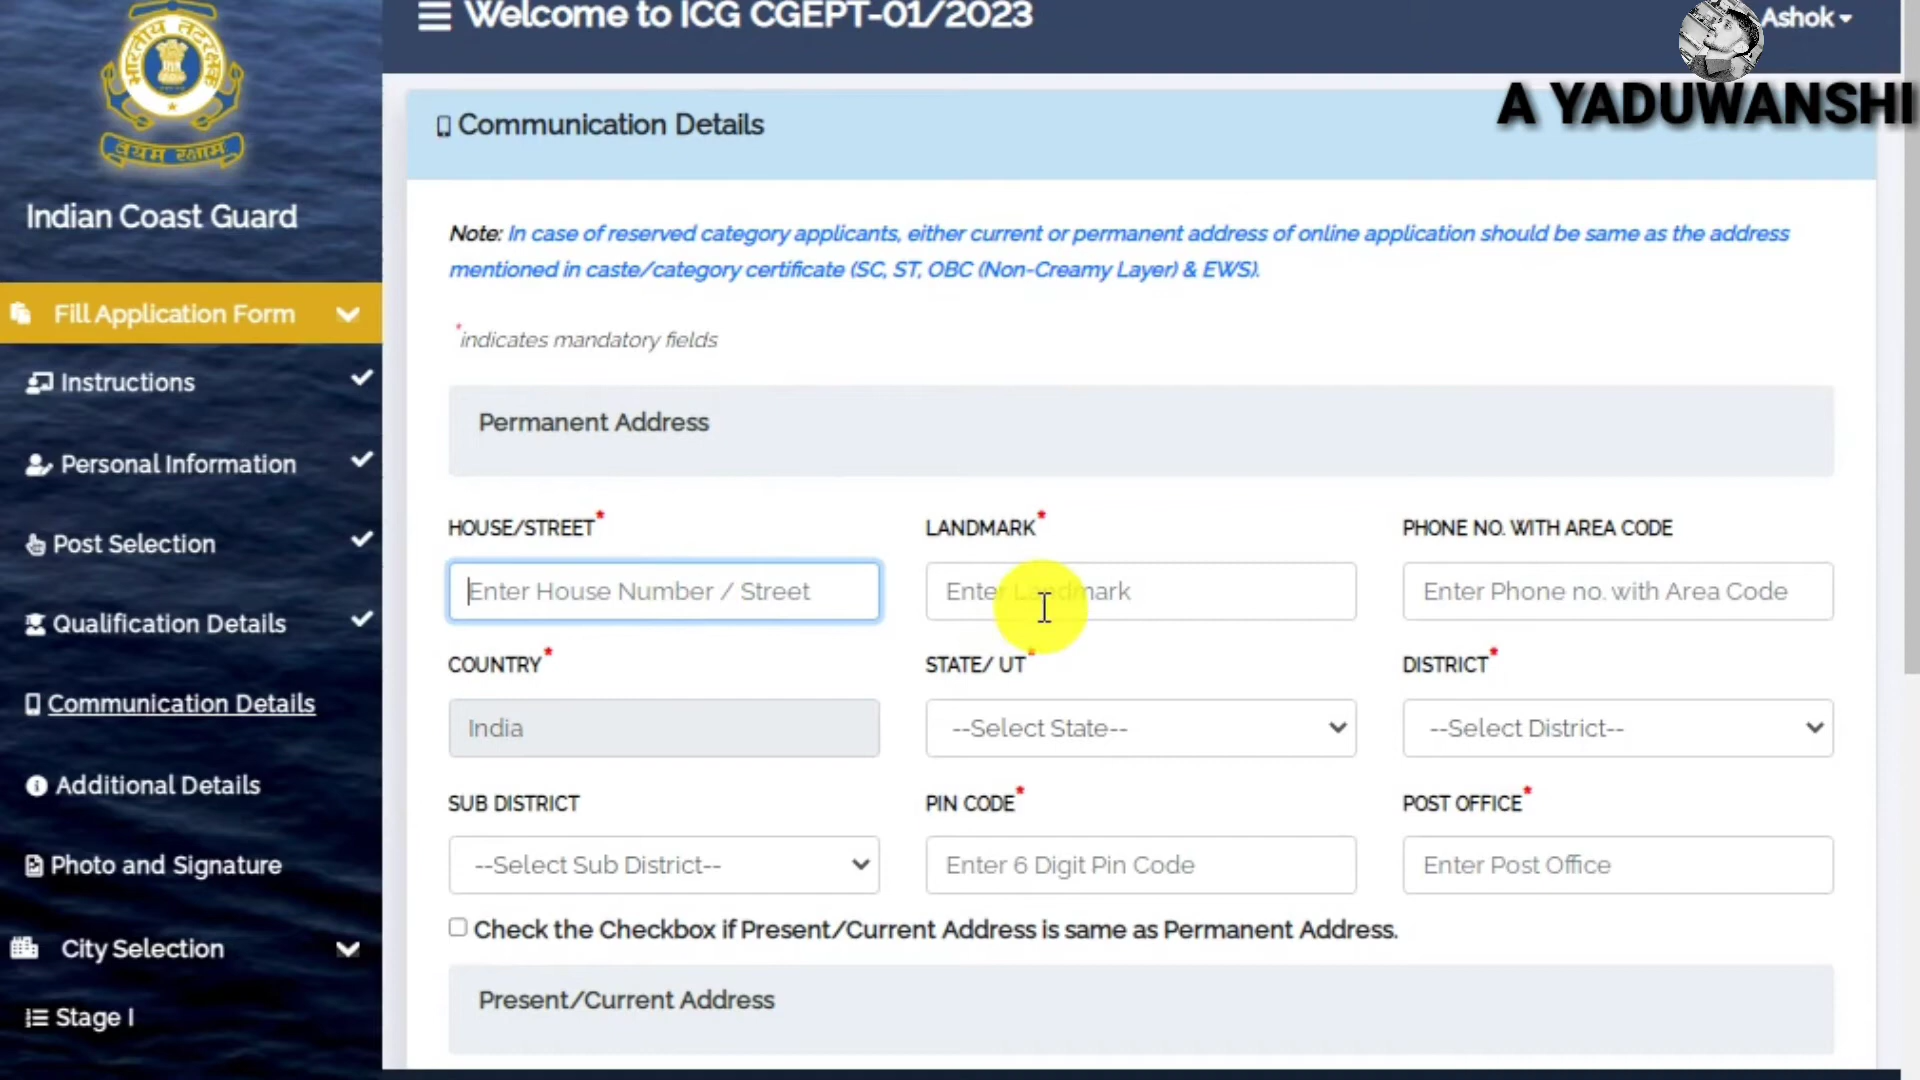 भारतीय तटरक्षक
वयम् रक्षामः
Indian Coast Guard
Fill Application Form
Instructions
Personal Information
Post Selection
Qualification Details
Communication Details
Additional Details
Photo and Signature
City Selection
Stage I
Welcome to ICG CGEPT-01/2023
Ashok
A YADUWANSHI
Communication Details
Note: In case of reserved category applicants, either current or permanent address of online application should be same as the address
mentioned in caste/category certificate (SC, ST, OBC (Non-Creamy Layer) & EWS).
*indicates mandatory fields
Permanent Address
HOUSE/STREET* LANDMARK* PHONE NO. WITH AREA CODE
Enter House Number / Street Enter Landmark Enter Phone no. with Area Code
COUNTRY* STATE/ UT* DISTRICT*
India --Select State-- --Select District--
SUB DISTRICT PIN CODE* POST OFFICE*
--Select Sub District-- Enter 6 Digit Pin Code Enter Post Office
Check the Checkbox if Present/Current Address is same as Permanent Address.
Present/Current Address